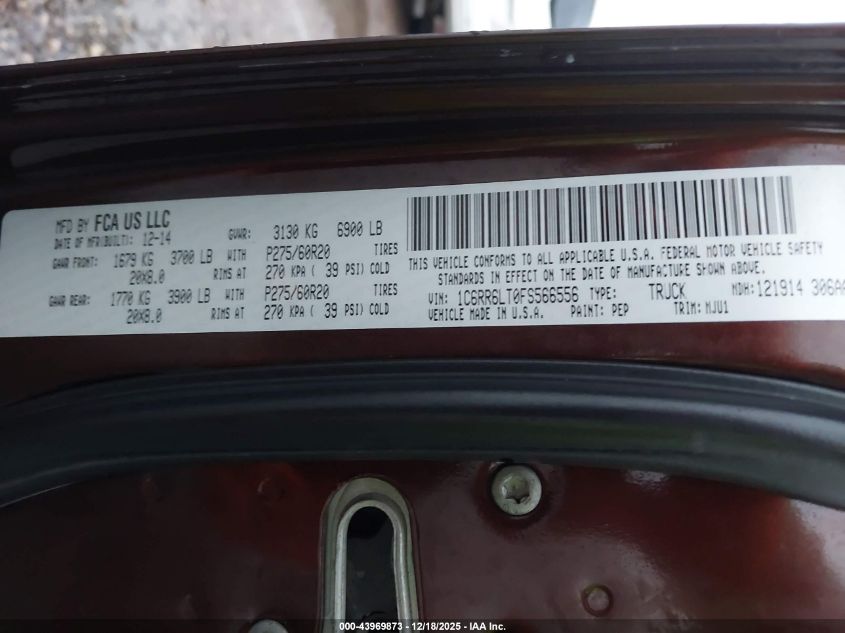 MFD BY FCA US LLC
DATE OF MFR(BUILT): 12-14 GVWR: 3130 KG 6900 LB
GAWR FRONT: 1679 KG 3700 LB WITH P275/60R20 TIRES
20X8.0 RIMS AT 270 KPA ( 39 PSI) COLD
GAWR REAR: 1770 KG 3900 LB WITH P275/60R20 TIRES
20X8.0 RIMS AT 270 KPA ( 39 PSI) COLD
THIS VEHICLE CONFORMS TO ALL APPLICABLE U.S.A. FEDERAL MOTOR VEHICLE SAFETY
STANDARDS IN EFFECT ON THE DATE OF MANUFACTURE SHOWN ABOVE.
VIN: 1C6RR6LT0FS566556 TYPE: TRUCK MDH:121914 306A
VEHICLE MADE IN U.S.A. PAINT: PEP TRIM: MJU1
000-43969873 - 12/18/2025 - IAA Inc.